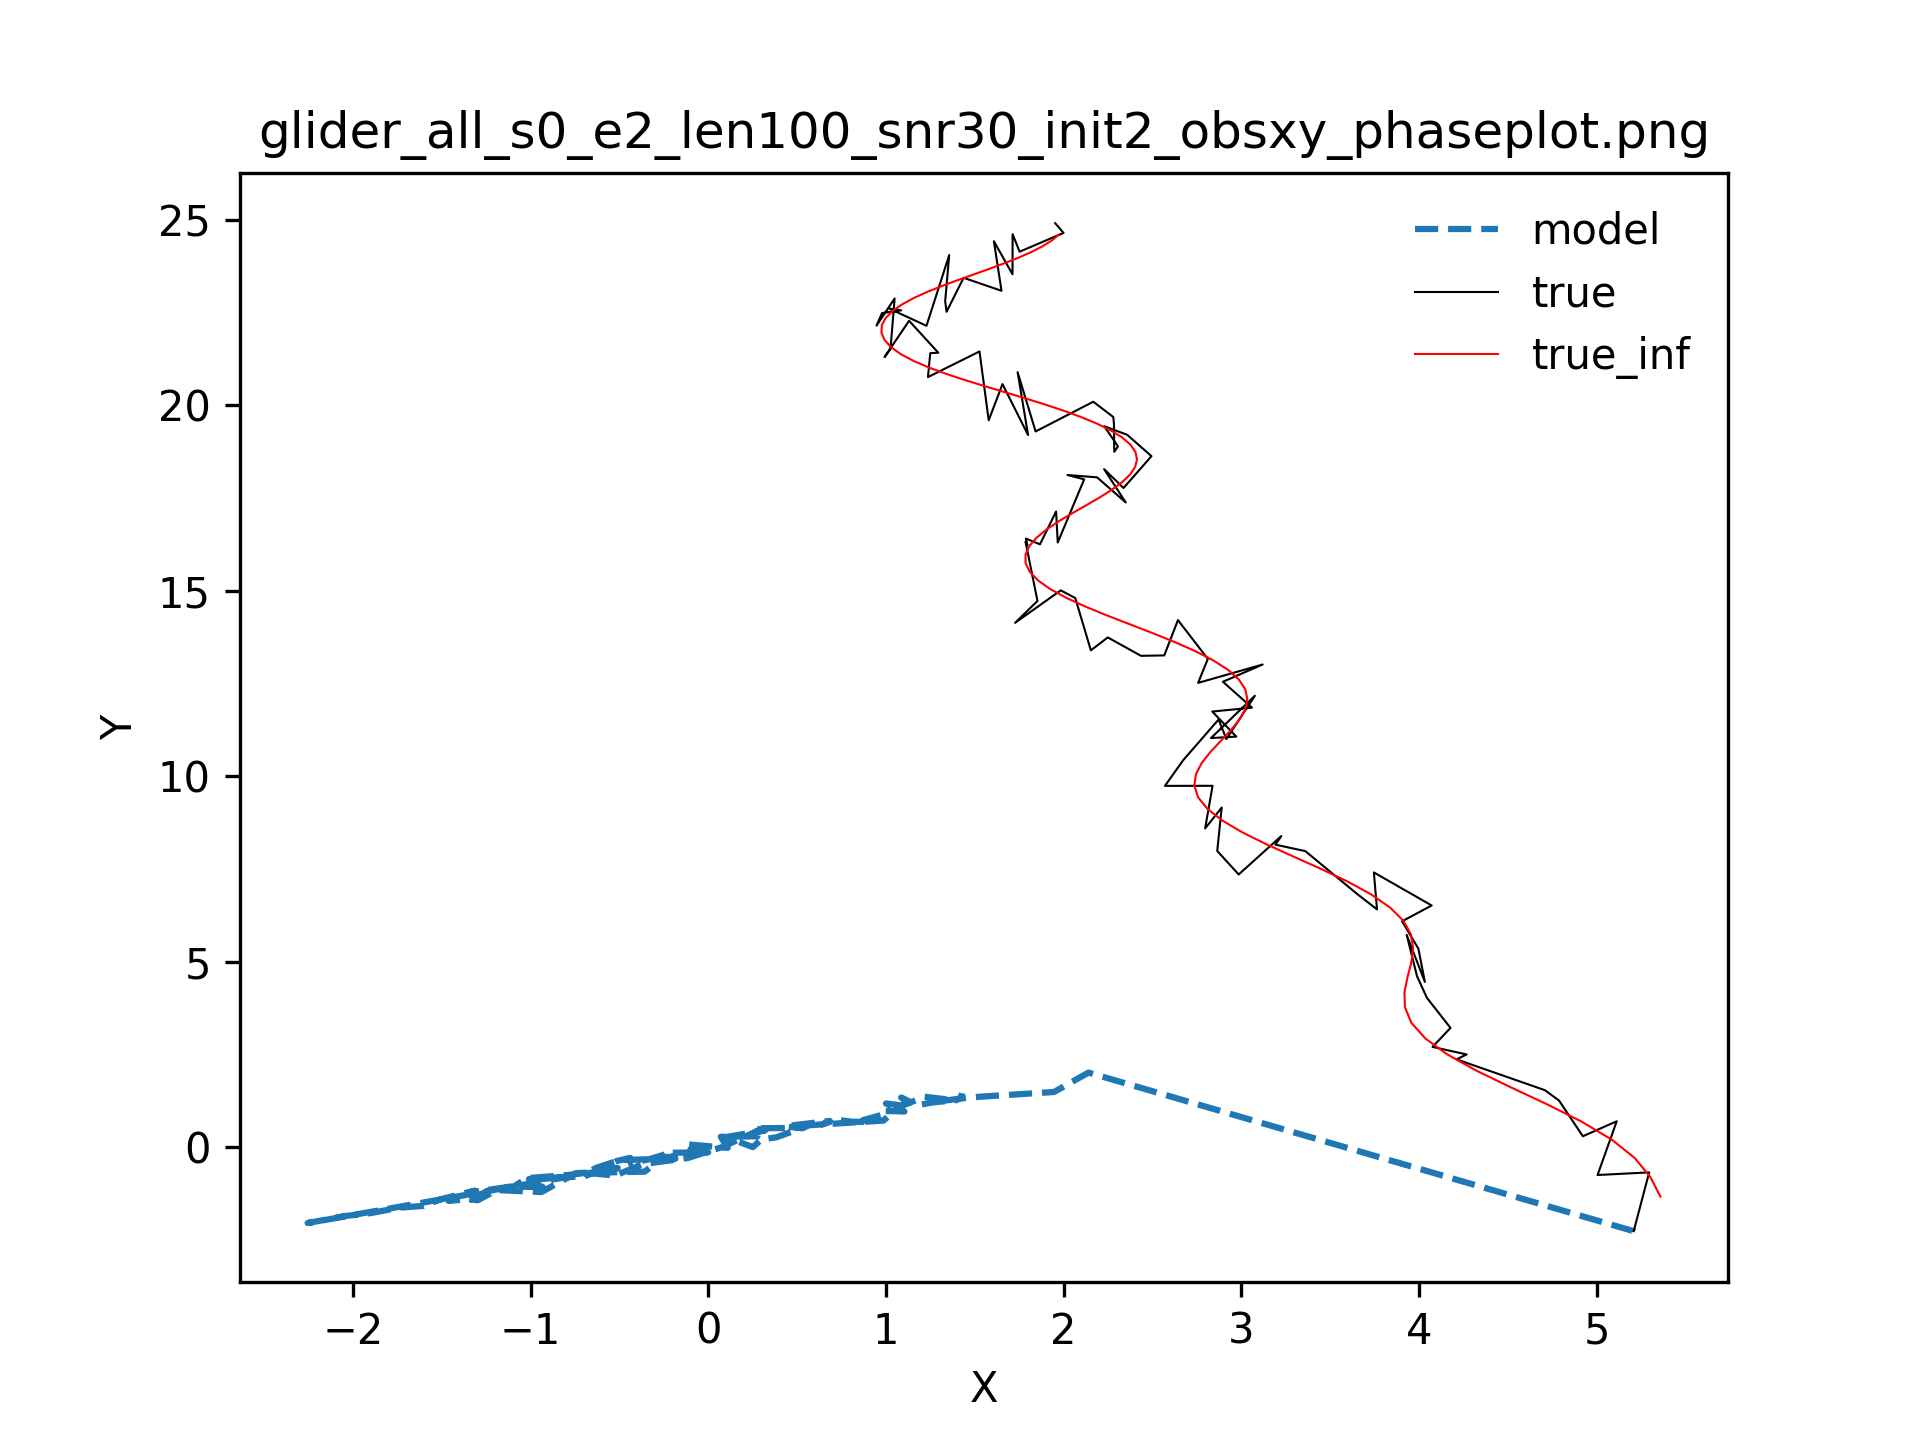 glider_all_s0_e2_len100_snr30_init2_obsxy_phaseplot.png
model
true
true_inf
25
20
15
10
5
0
Y
−2 −1 0 1 2 3 4 5
X